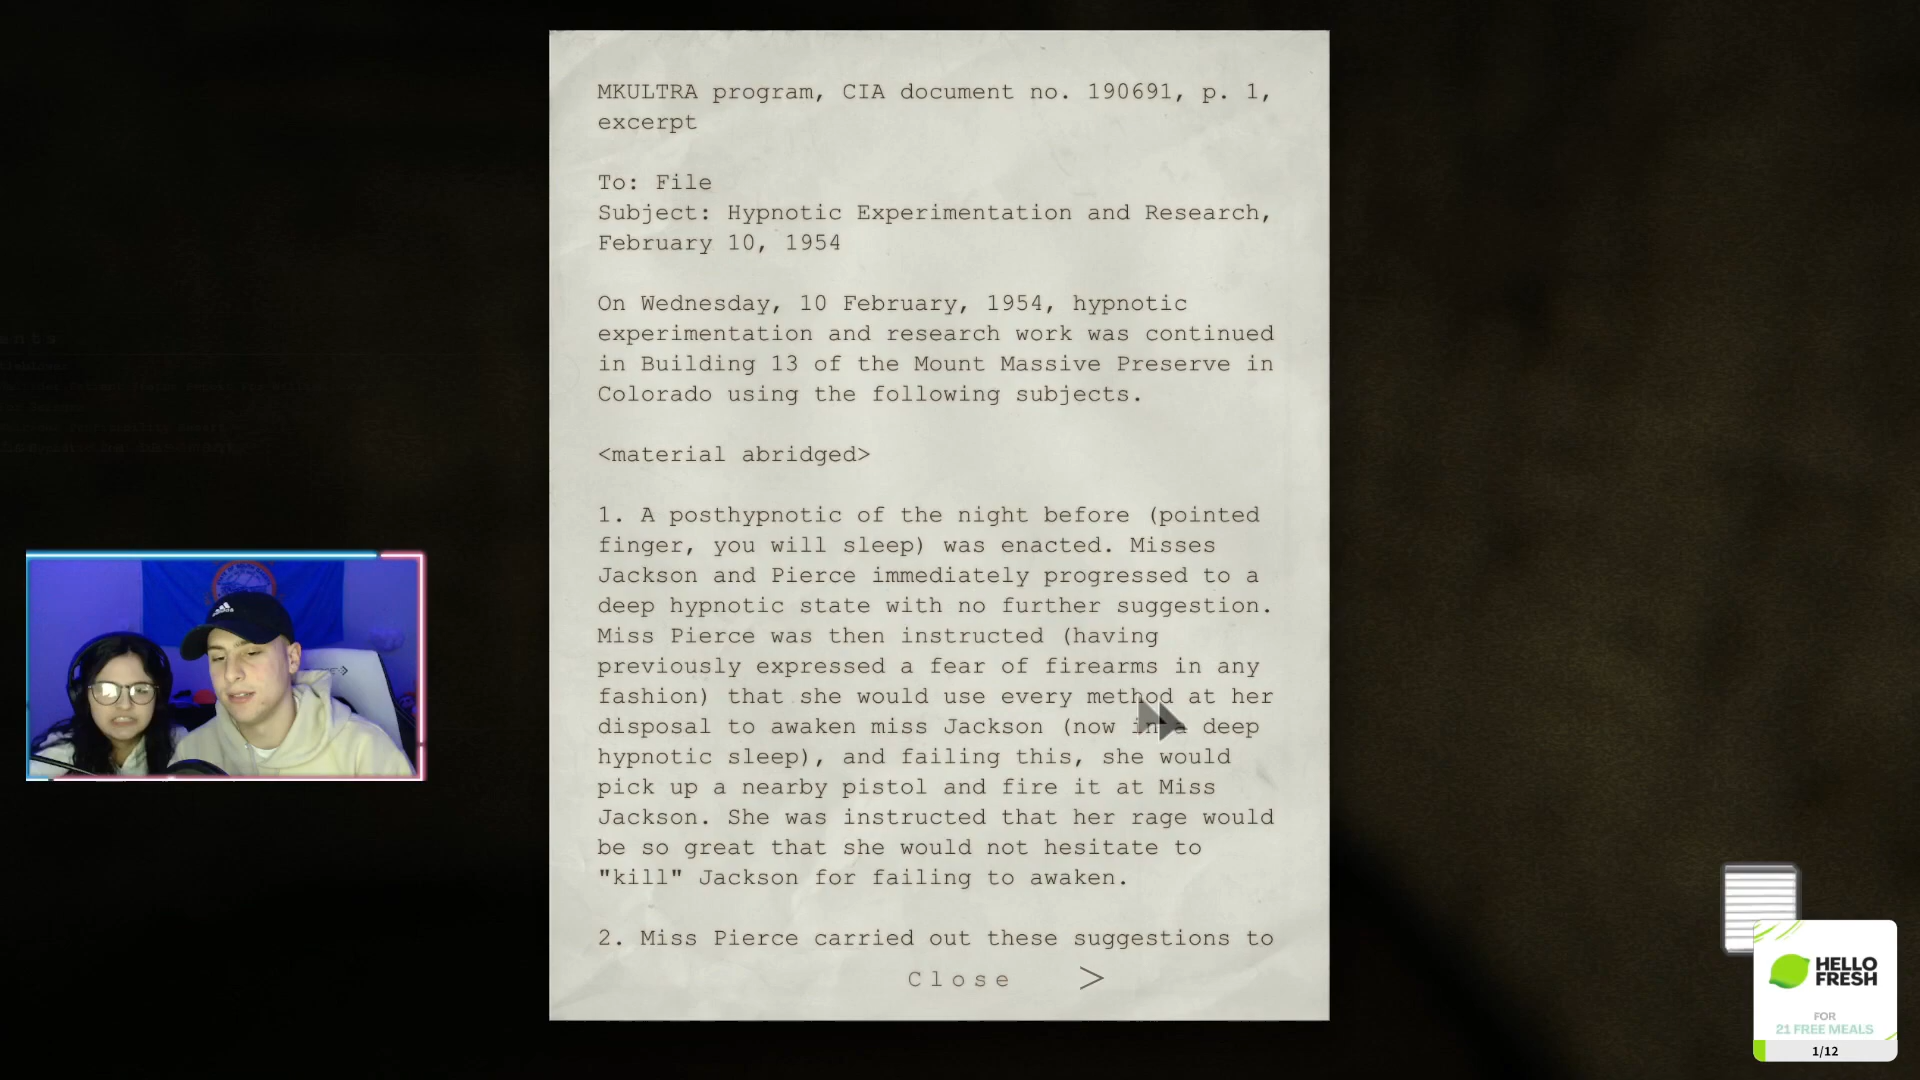 MKULTRA program, CIA document no. 190691, p. 1,
excerpt
To: File
Subject: Hypnotic Experimentation and Research,
February 10, 1954
On Wednesday, 10 February, 1954, hypnotic
experimentation and research work was continued
in Building 13 of the Mount Massive Preserve in
Colorado using the following subjects.
<material abridged>
1. A posthypnotic of the night before (pointed
finger, you will sleep) was enacted. Misses
Jackson and Pierce immediately progressed to a
deep hypnotic state with no further suggestion.
Miss Pierce was then instructed (having
previously expressed a fear of firearms in any
fashion) that she would use every method at her
disposal to awaken miss Jackson (now in a deep
hypnotic sleep), and failing this, she would
pick up a nearby pistol and fire it at Miss
Jackson. She was instructed that her rage would
be so great that she would not hesitate to
"kill" Jackson for failing to awaken.
2. Miss Pierce carried out these suggestions to
Close >
HELLO
FRESH
FOR
21 FREE MEALS
1/12